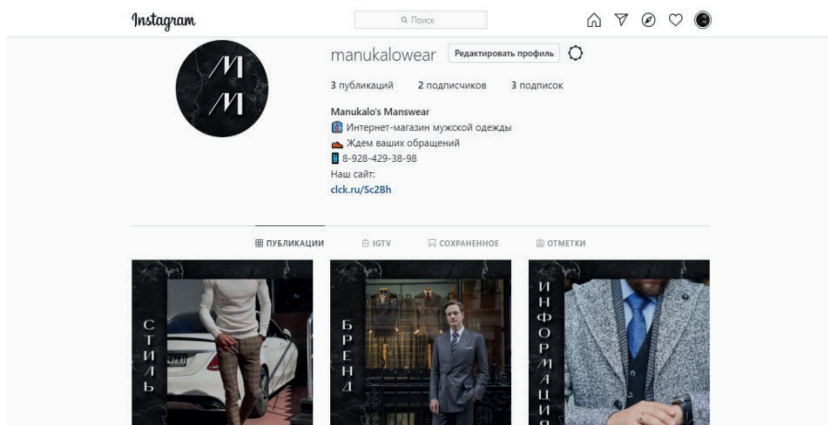 Instagram
Поиск
manukalowear Редактировать профиль
3 публикаций 2 подписчиков 3 подписок
Manukalo's Manswear
Интернет-магазин мужской одежды
Ждем ваших обращений
8-928-429-38-98
Наш сайт:
clck.ru/Sc2Bh
ПУБЛИКАЦИИ IGTV СОХРАНЕННОЕ ОТМЕТКИ
СТИЛЬ
БРЕНД
ИНФОРМАЦИЯ